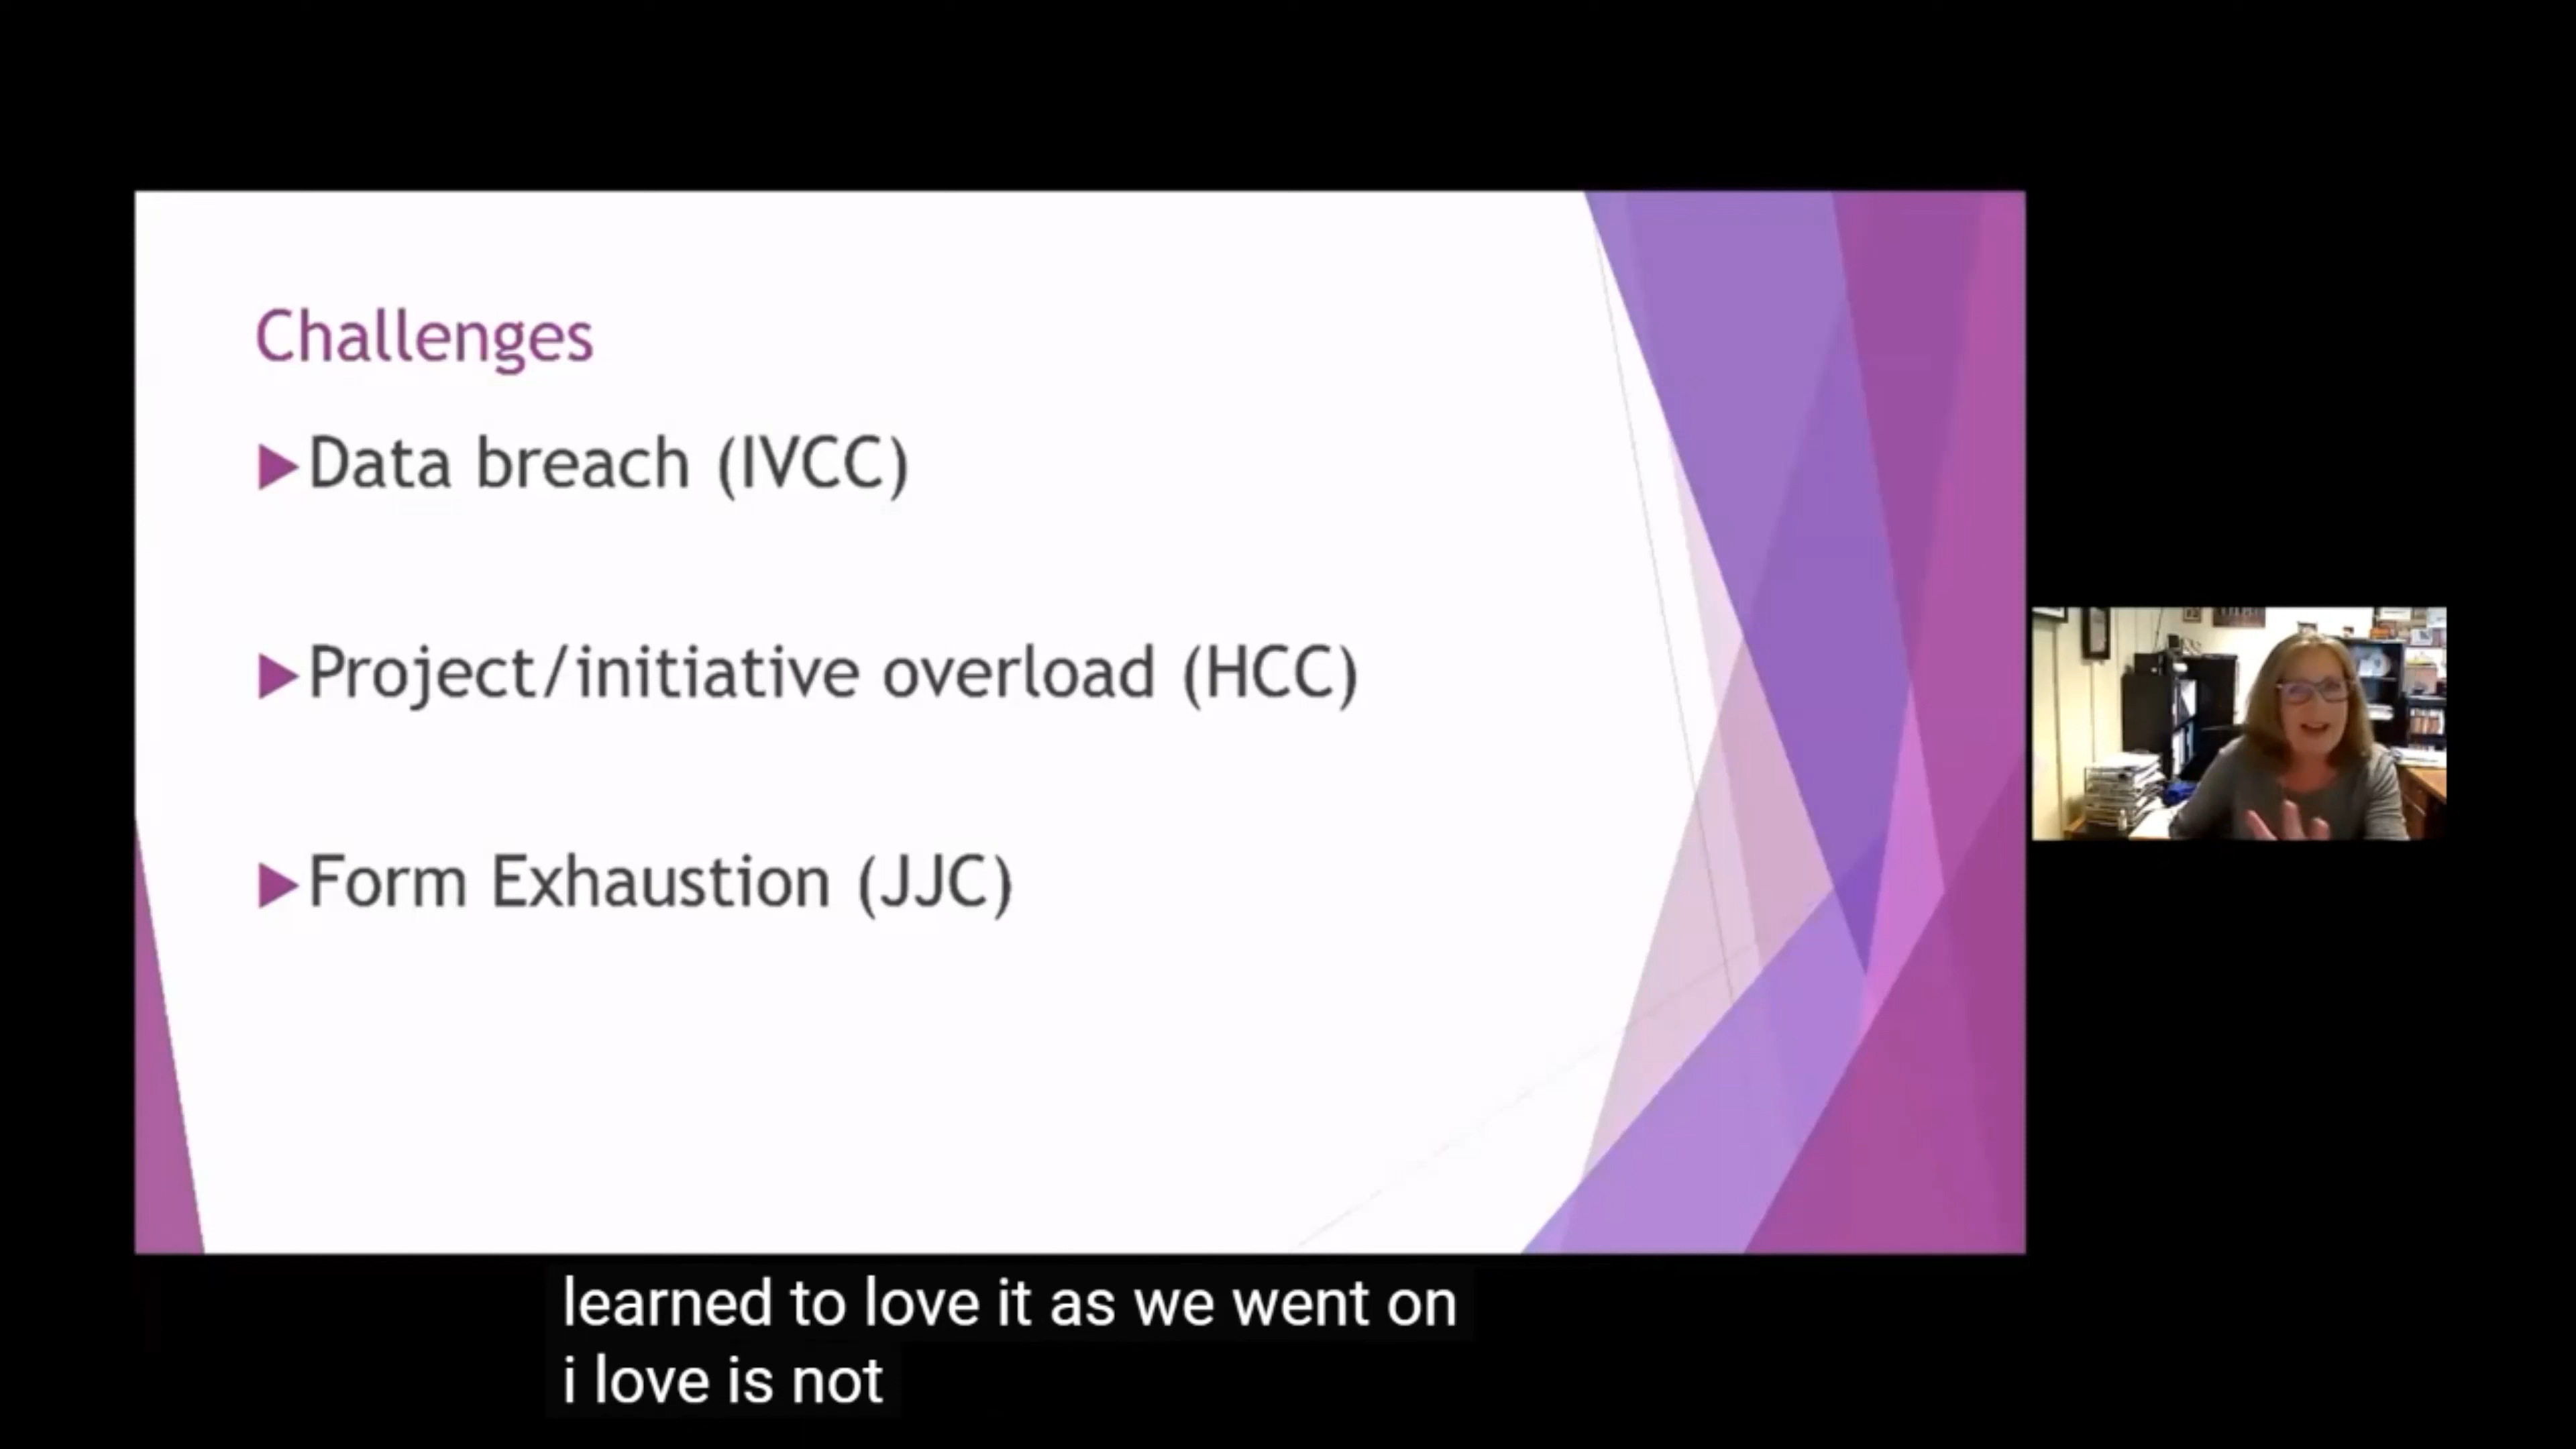 Challenges
Data breach (IVCC)
Project/initiative overload (HCC)
Form Exhaustion (JJC)
learned to love it as we went on
i love is not